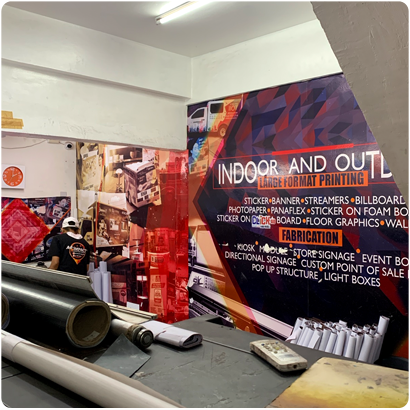 INDOOR AND OUTD
LARGE FORMAT PRINTING
STICKER•BANNER•STREAMERS•BILLBOARD
PHOTOPAPER•PANAFLEX•STICKER ON FOAM BO
STICKER ON BOARD•FLOOR GRAPHICS•WAL
FABRICATION
KIOSK STORE SIGNAGE EVENT BO
DIRECTIONAL SIGNAGE CUSTOM POINT OF SALE
POP UP STRUCTURE, LIGHT BOXES